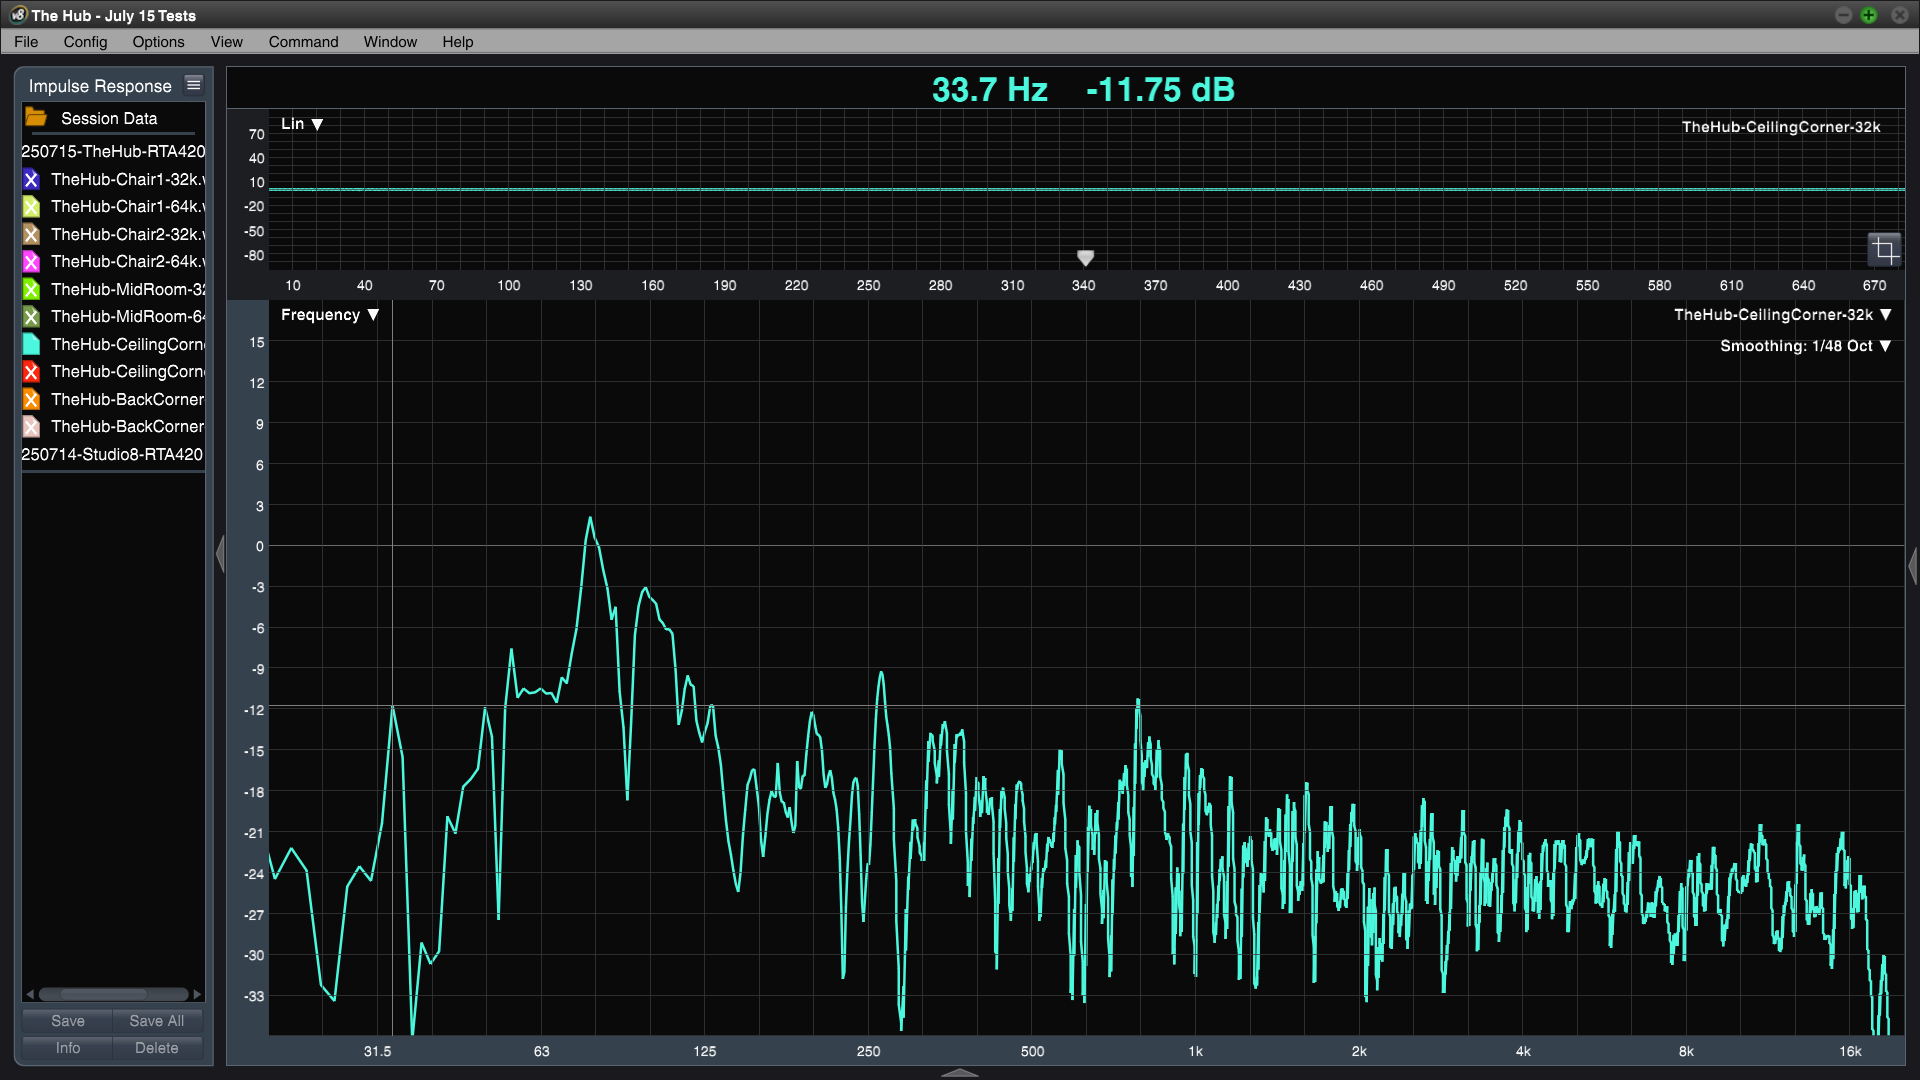 The Hub - July 15 Tests
File Config Options View Command Window Help
Impulse Response
Session Data
250715-TheHub-RTA420
TheHub-Chair1-32k.w
TheHub-Chair1-64k.w
TheHub-Chair2-32k.w
TheHub-Chair2-64k.w
TheHub-MidRoom-32
TheHub-MidRoom-64
TheHub-CeilingCorne
TheHub-CeilingCorne
TheHub-BackCorner
TheHub-BackCorner
250714-Studio8-RTA420
Save Save All
Info Delete
33.7 Hz -11.75 dB
Lin ▼
TheHub-CeilingCorner-32k
70
40
10
-20
-50
-80
10 40 70 100 130 160 190 220 250 280 310 340 370 400 430 460 490 520 550 580 610 640 670
Frequency ▼
TheHub-CeilingCorner-32k ▼
Smoothing: 1/48 Oct ▼
15
12
9
6
3
0
-3
-6
-9
-12
-15
-18
-21
-24
-27
-30
-33
31.5 63 125 250 500 1k 2k 4k 8k 16k